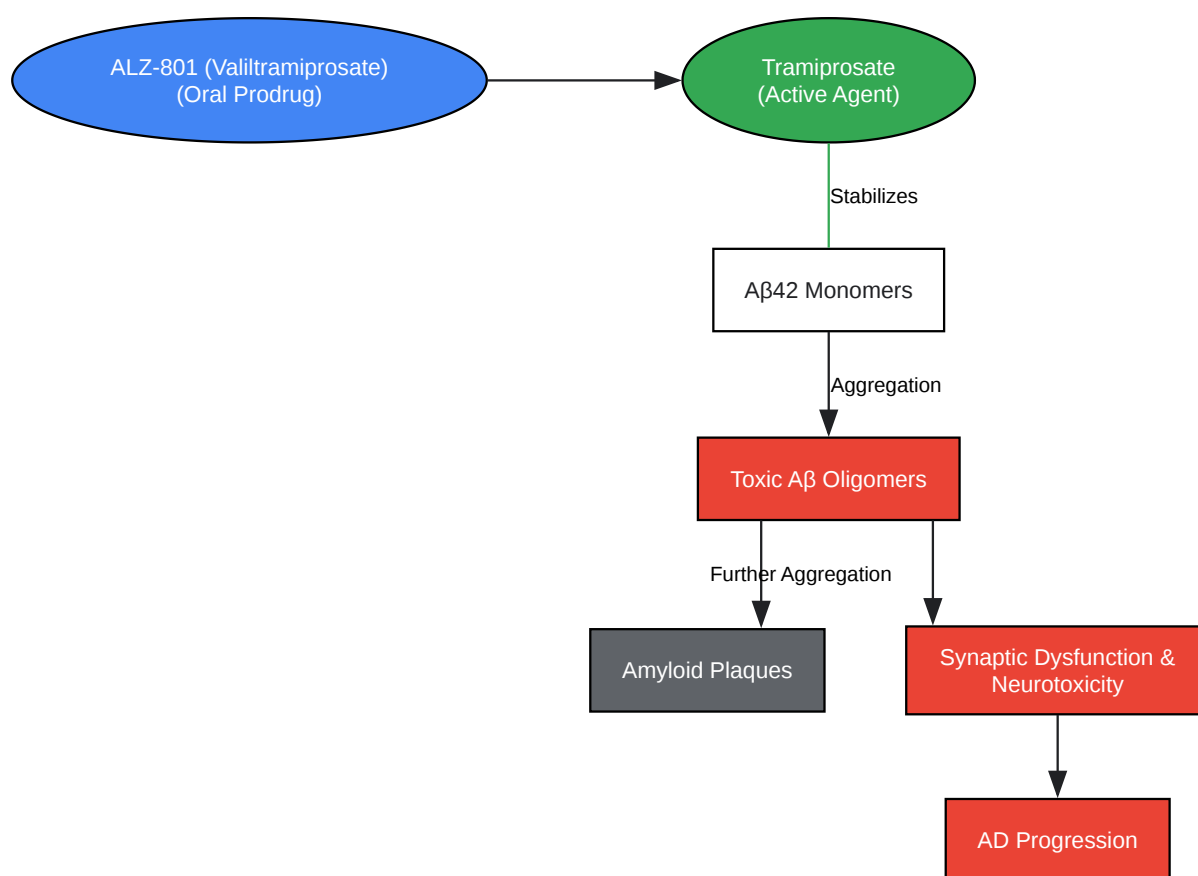 ALZ-801 (Valiltramiprosate)
(Oral Prodrug)
Tramiprosate
(Active Agent)
Stabilizes
Aβ42 Monomers
Aggregation
Toxic Aβ Oligomers
Further Aggregation
Amyloid Plaques
Synaptic Dysfunction &
Neurotoxicity
AD Progression